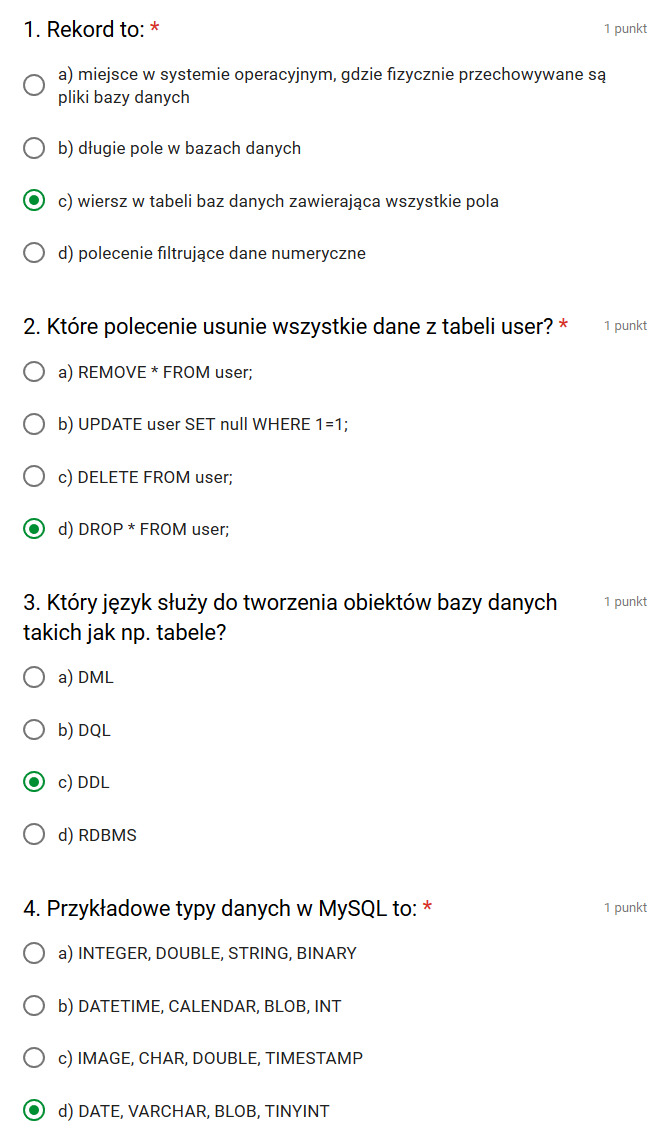 1. Rekord to: *
1 punkt
a) miejsce w systemie operacyjnym, gdzie fizycznie przechowywane są
pliki bazy danych
b) długie pole w bazach danych
c) wiersz w tabeli baz danych zawierająca wszystkie pola
d) polecenie filtrujące dane numeryczne
2. Które polecenie usunie wszystkie dane z tabeli user? *
1 punkt
a) REMOVE * FROM user;
b) UPDATE user SET null WHERE 1=1;
c) DELETE FROM user;
d) DROP * FROM user;
3. Który język służy do tworzenia obiektów bazy danych
1 punkt
takich jak np. tabele?
a) DML
b) DQL
c) DDL
d) RDBMS
4. Przykładowe typy danych w MySQL to: *
1 punkt
a) INTEGER, DOUBLE, STRING, BINARY
b) DATETIME, CALENDAR, BLOB, INT
c) IMAGE, CHAR, DOUBLE, TIMESTAMP
d) DATE, VARCHAR, BLOB, TINYINT